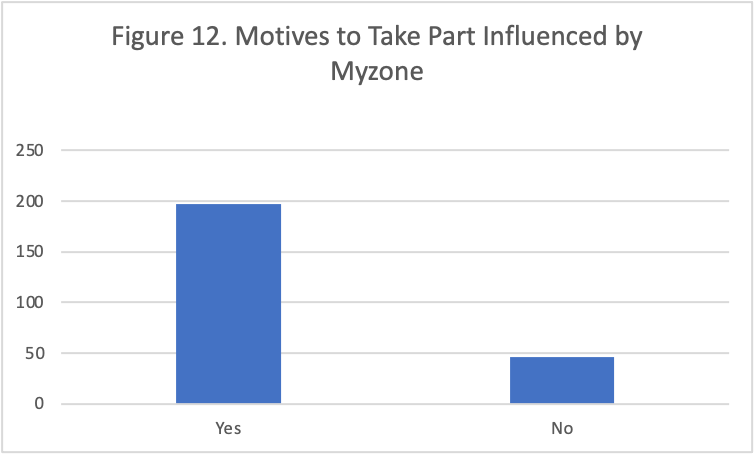 Figure 12. Motives to Take Part Influenced by
Myzone
250
200
150
100
50
0
Yes
No